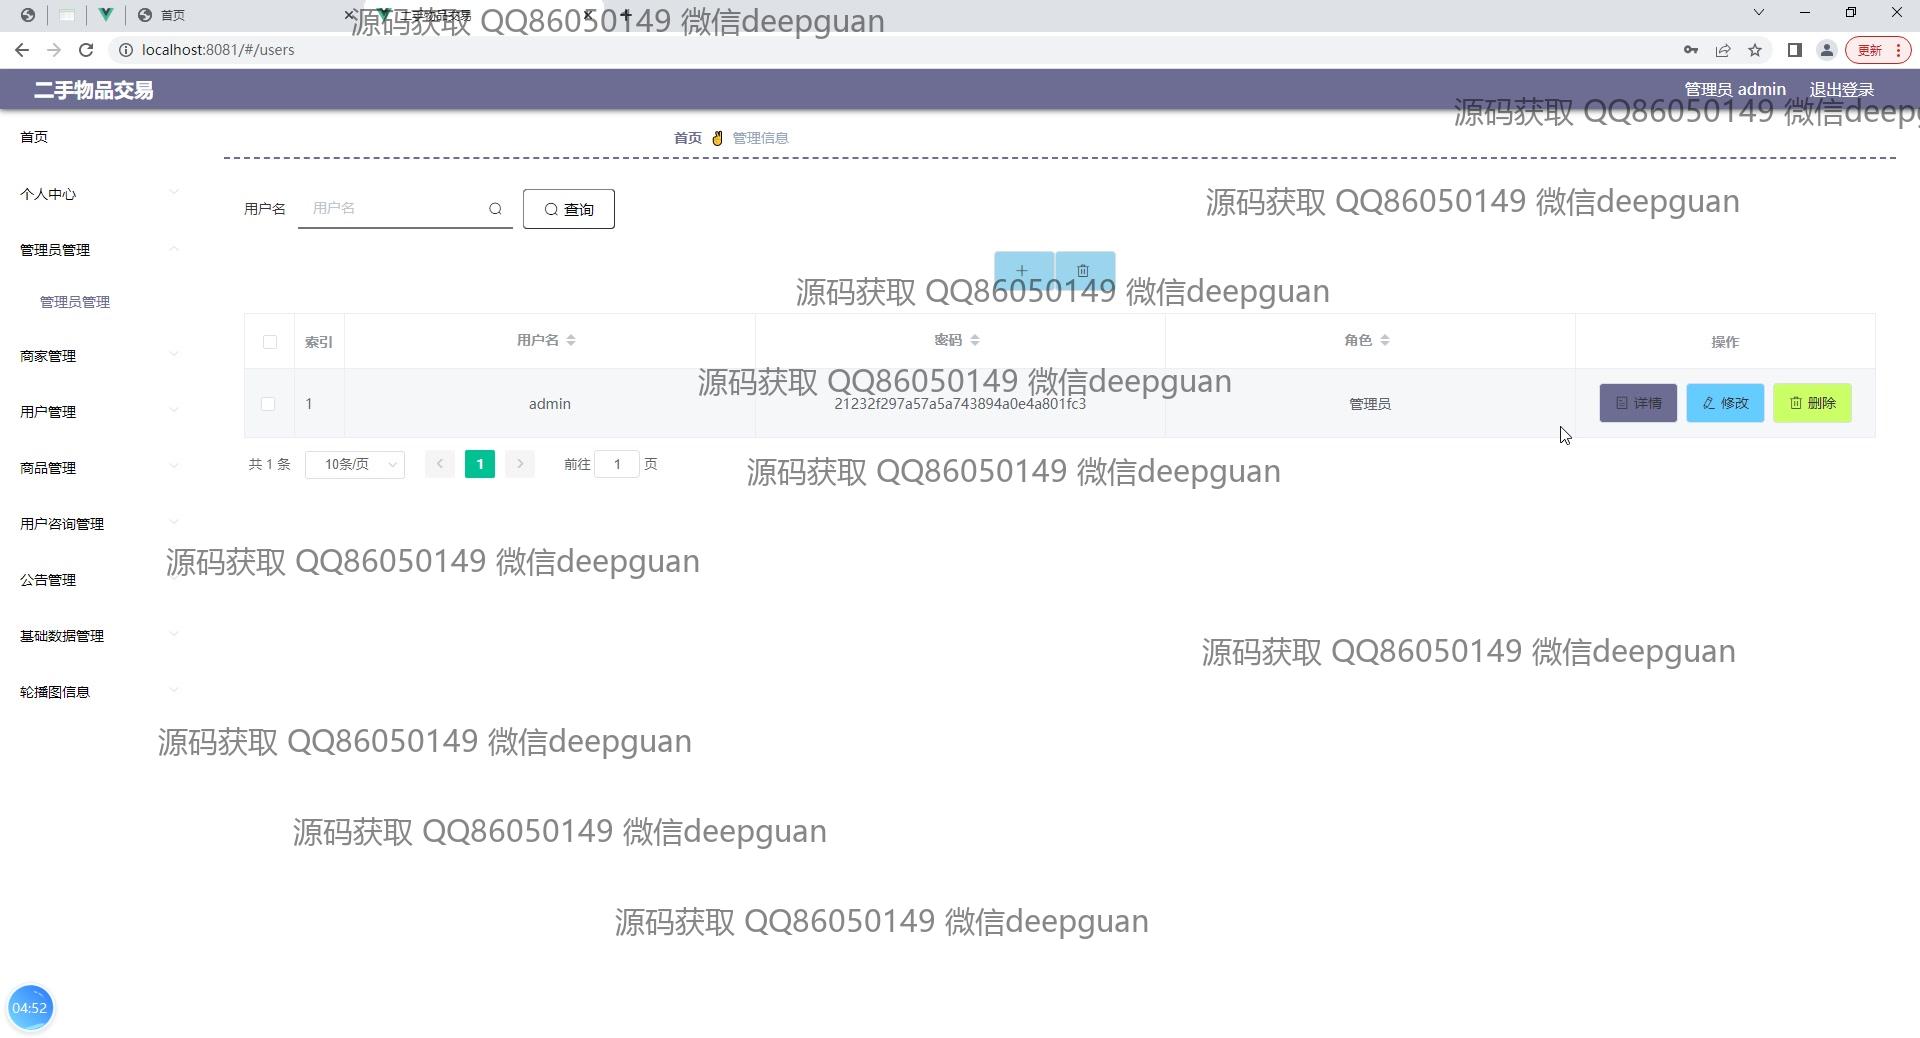 首页
二手物品交易
源码获取 QQ86050149 微信deepguan
localhost:8081/#/users
更新
二手物品交易
管理员 admin
退出登录
源码获取 QQ86050149 微信deepg
首页
首页
管理信息
个人中心
用户名
用户名
查询
源码获取 QQ86050149 微信deepguan
管理员管理
管理员管理
源码获取 QQ86050149 微信deepguan
索引
用户名
密码
角色
操作
商家管理
源码获取 QQ86050149 微信deepguan
1
admin
21232f297a57a5a743894a0e4a801fc3
管理员
详情
修改
删除
用户管理
共 1 条
10条/页
1
前往
1
页
源码获取 QQ86050149 微信deepguan
商品管理
用户咨询管理
源码获取 QQ86050149 微信deepguan
公告管理
基础数据管理
源码获取 QQ86050149 微信deepguan
轮播图信息
源码获取 QQ86050149 微信deepguan
源码获取 QQ86050149 微信deepguan
源码获取 QQ86050149 微信deepguan
04:52